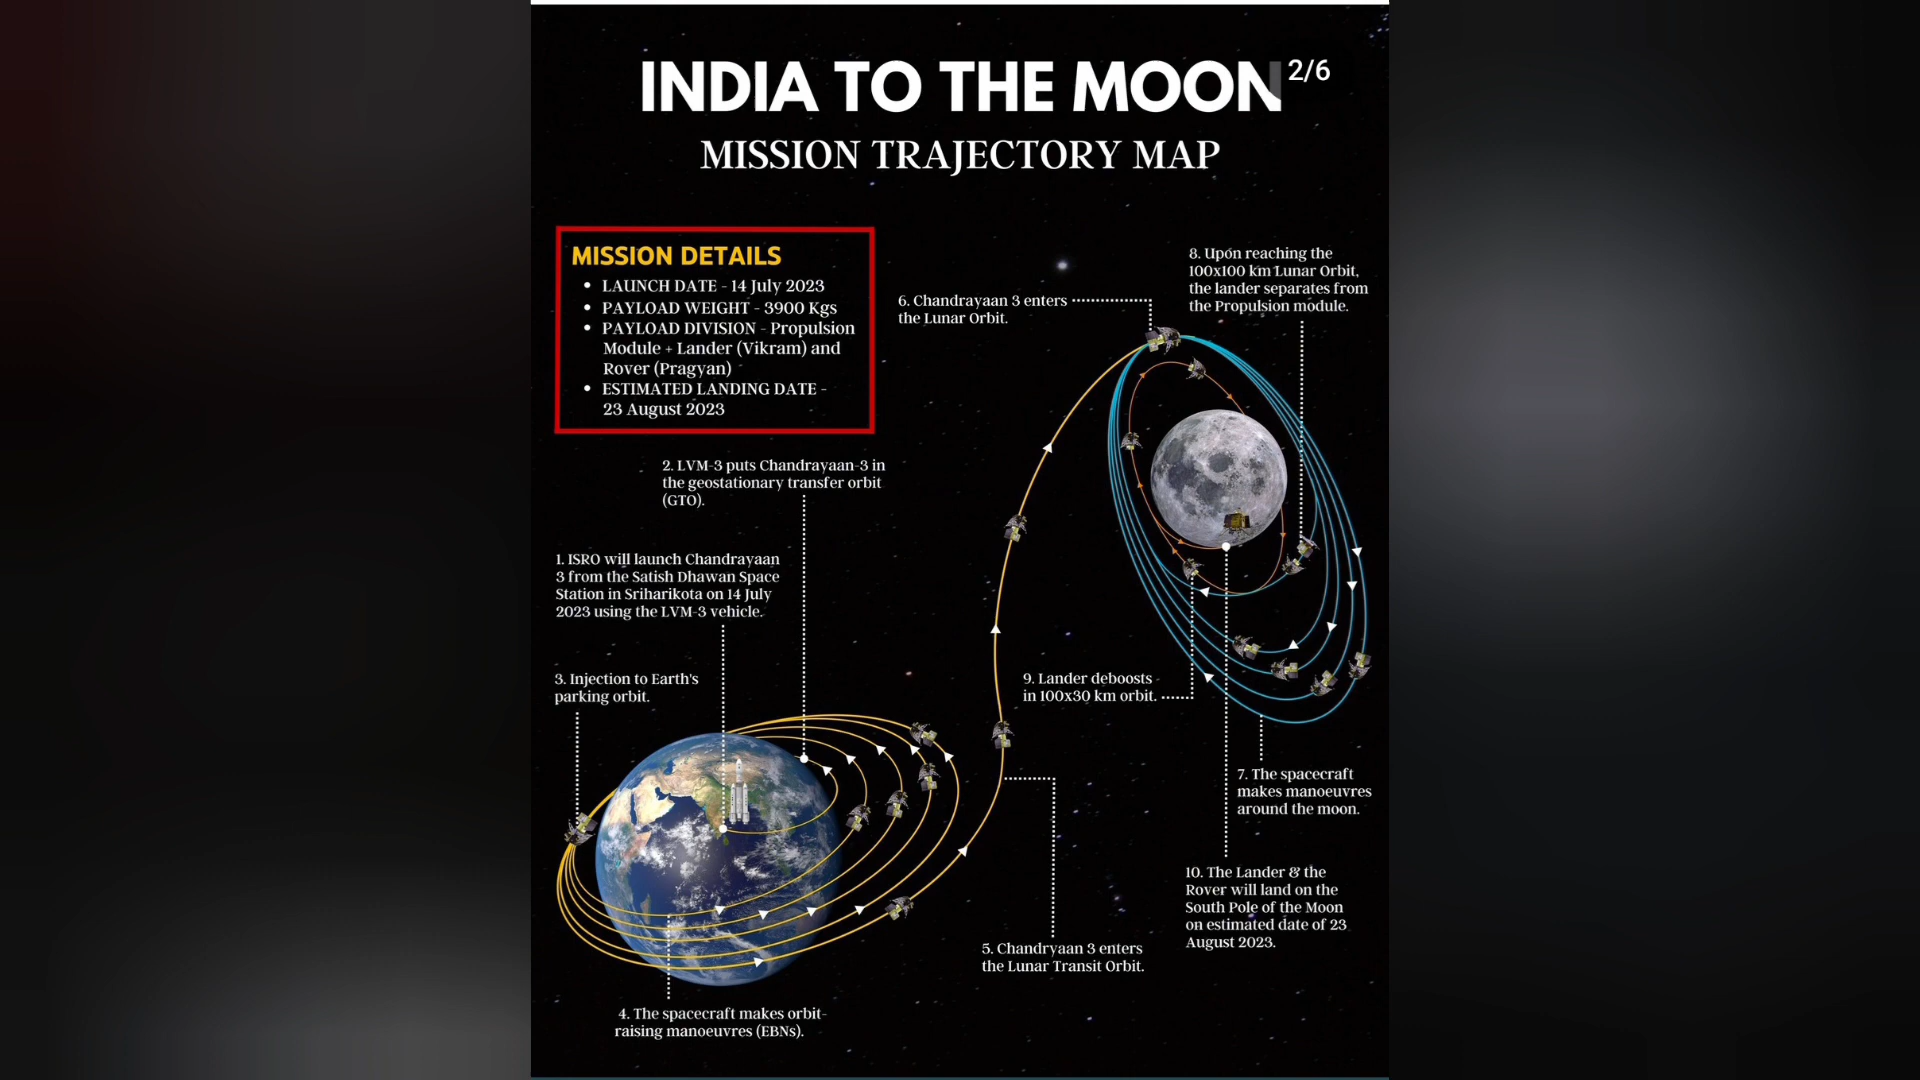 INDIA TO THE MOON
2/6
MISSION TRAJECTORY MAP
MISSION DETAILS
• LAUNCH DATE - 14 July 2023
• PAYLOAD WEIGHT - 3900 Kgs
• PAYLOAD DIVISION - Propulsion
Module + Lander (Vikram) and
Rover (Pragyan)
• ESTIMATED LANDING DATE -
23 August 2023
8. Upon reaching the
100x100 km Lunar Orbit,
the lander separates from
the Propulsion module.
6. Chandrayaan 3 enters
the Lunar Orbit.
2. LVM-3 puts Chandrayaan-3 in
the geostationary transfer orbit
(GTO).
1. ISRO will launch Chandrayaan
3 from the Satish Dhawan Space
Station in Sriharikota on 14 July
2023 using the LVM-3 vehicle.
3. Injection to Earth's
parking orbit.
9. Lander deboosts
in 100x30 km orbit.
7. The spacecraft
makes manoeuvres
around the moon.
10. The Lander & the
Rover will land on the
South Pole of the Moon
on estimated date of 23
August 2023.
5. Chandryaan 3 enters
the Lunar Transit Orbit.
4. The spacecraft makes orbit-
raising manoeuvres (EBNs).